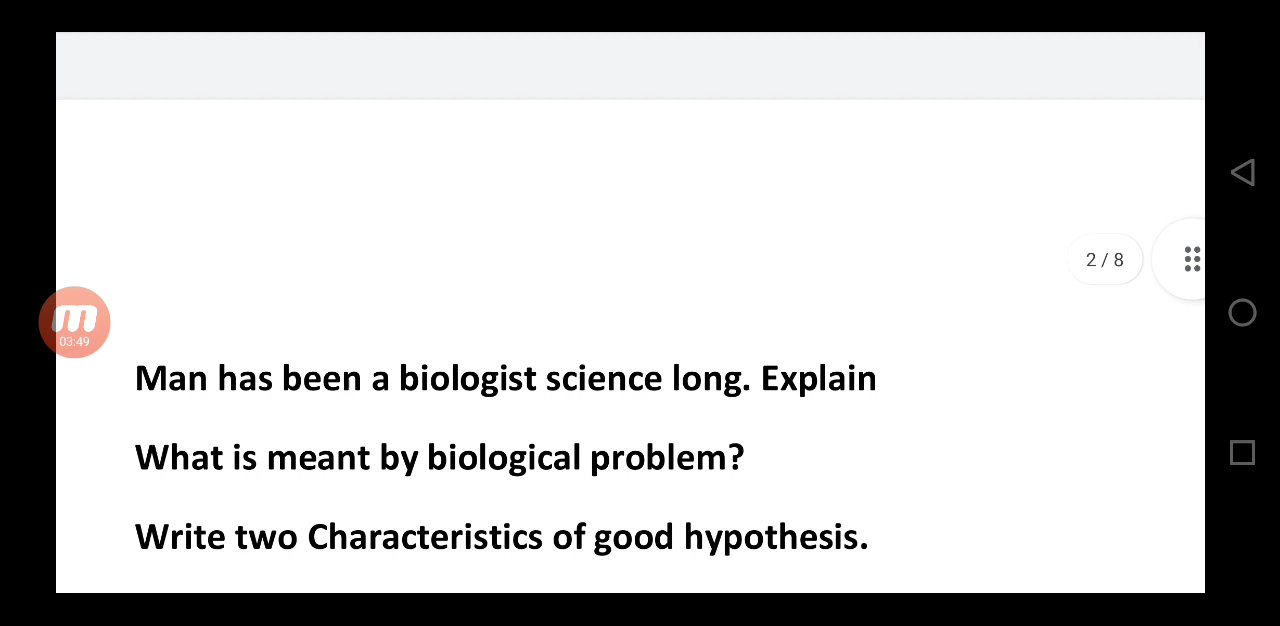 2 / 8
m
03:49
Man has been a biologist science long. Explain
What is meant by biological problem?
Write two Characteristics of good hypothesis.